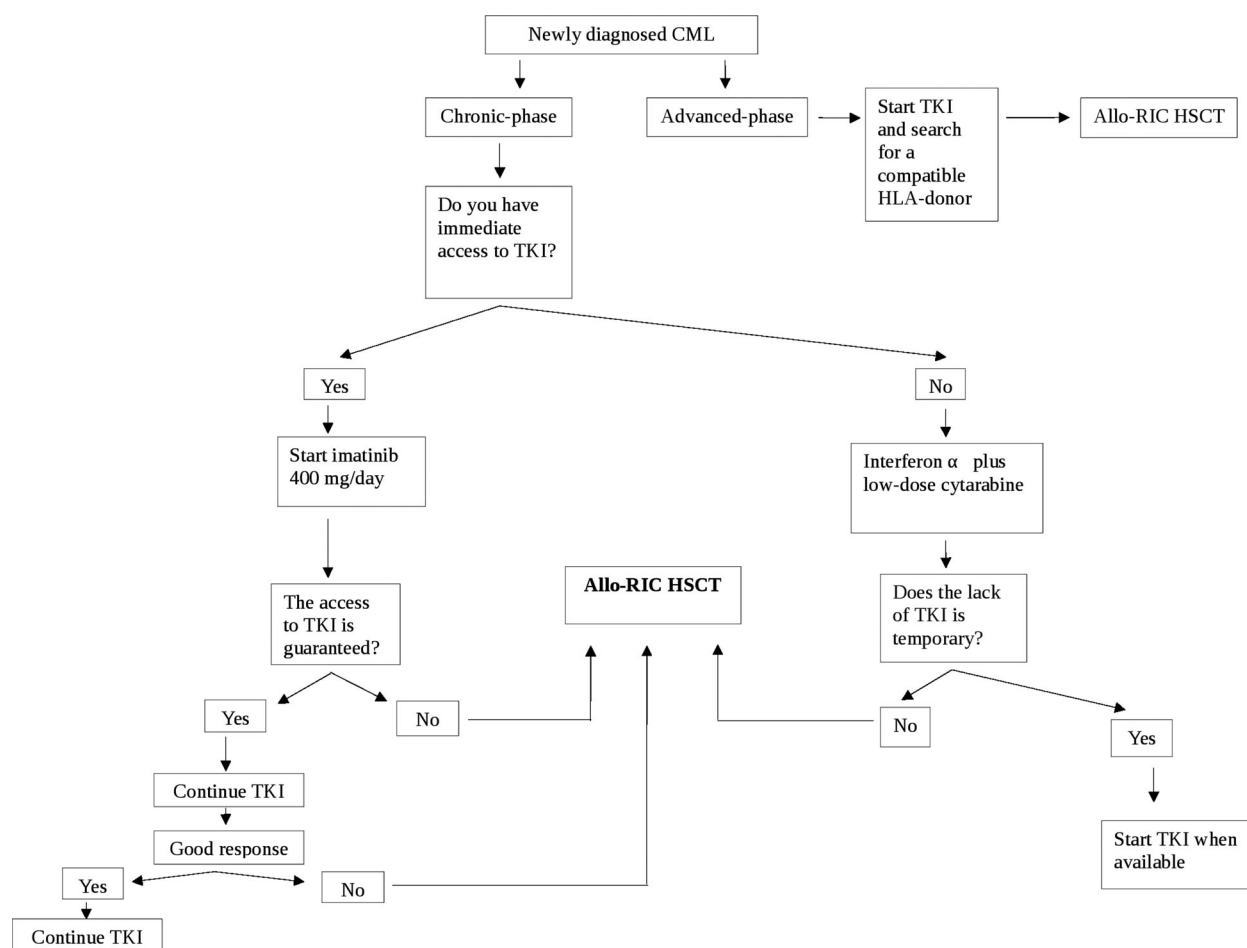 Newly diagnosed CML
Chronic-phase
Advanced-phase
Start TKI
and search
for a
compatible
HLA-donor
Allo-RIC HSCT
Do you have
immediate
access to TKI?
Yes
No
Start imatinib
400 mg/day
Interferon α plus
low-dose cytarabine
The access
to TKI is
guaranteed?
Allo-RIC HSCT
Does the lack
of TKI is
temporary?
Yes
No
No
Yes
Continue TKI
Good response
Start TKI when
available
Yes
No
Continue TKI